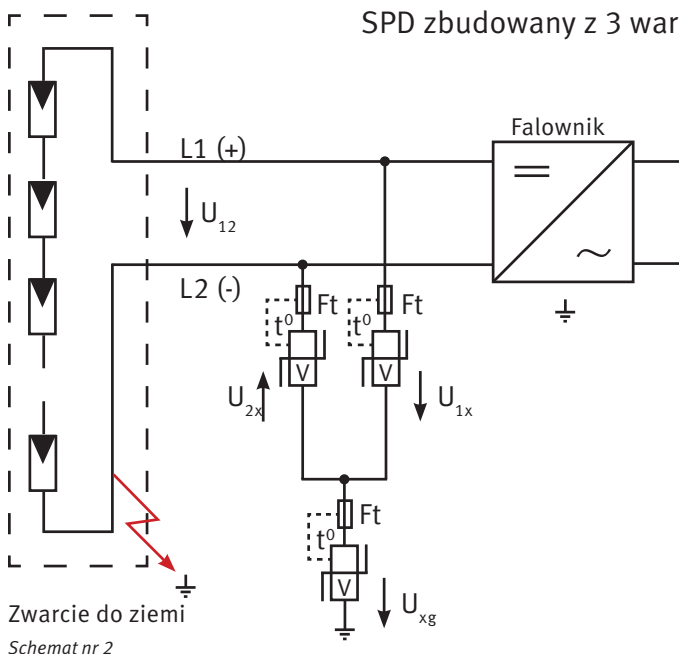 SPD zbudowany z 3 war
Falownik
L1 (+)
U12
L2 (-)
Ft
Ft
t⁰
t⁰
V
V
U2x
U1x
Ft
t⁰
V
Uxg
Zwarcie do ziemi
Schemat nr 2